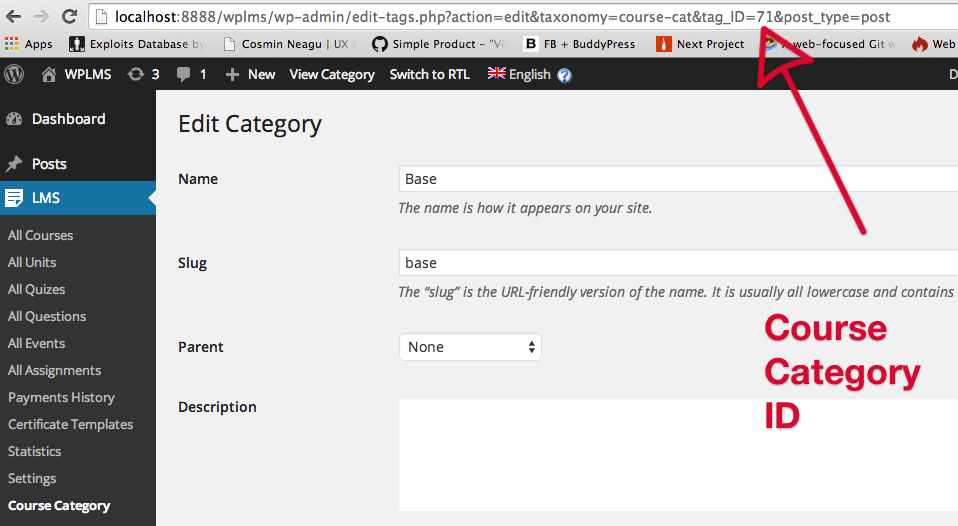 localhost:8888/wplms/wp-admin/edit-tags.php?action=edit&taxonomy=course-cat&tag_ID=71&post_type=post
Apps Exploits Database by Cosmin Neagu | UX Simple Product – "Vi FB + BuddyPress Next Project A web-focused Git w Web
WPLMS 3 1 New View Category Switch to RTL English ? D
Dashboard
Posts
LMS
All Courses
All Units
All Quizes
All Questions
All Events
All Assignments
Payments History
Certificate Templates
Statistics
Settings
Course Category
Edit Category
Name Base
The name is how it appears on your site.
Slug base
The “slug” is the URL-friendly version of the name. It is usually all lowercase and contains
Parent None
Description
Course
Category
ID